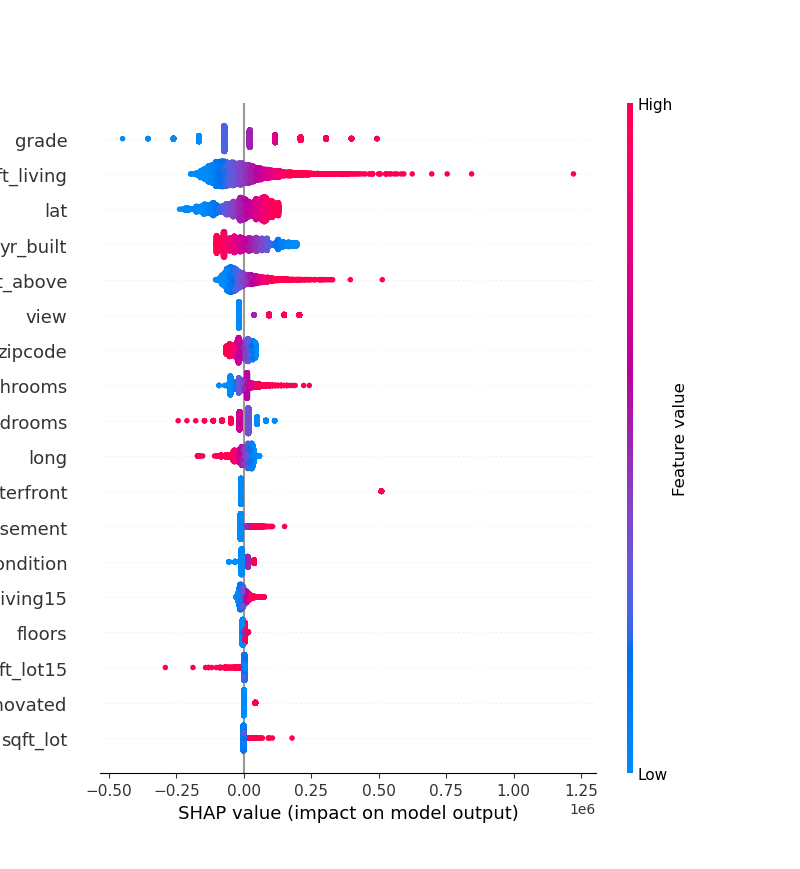 High
grade
ft_living
lat
yr_built
t_above
view
zipcode
hrooms
drooms
long
terfront
sement
ondition
iving15
floors
ft_lot15
novated
sqft_lot
Low
Feature value
−0.50 −0.25 0.00 0.25 0.50 0.75 1.00 1.25
1e6
SHAP value (impact on model output)